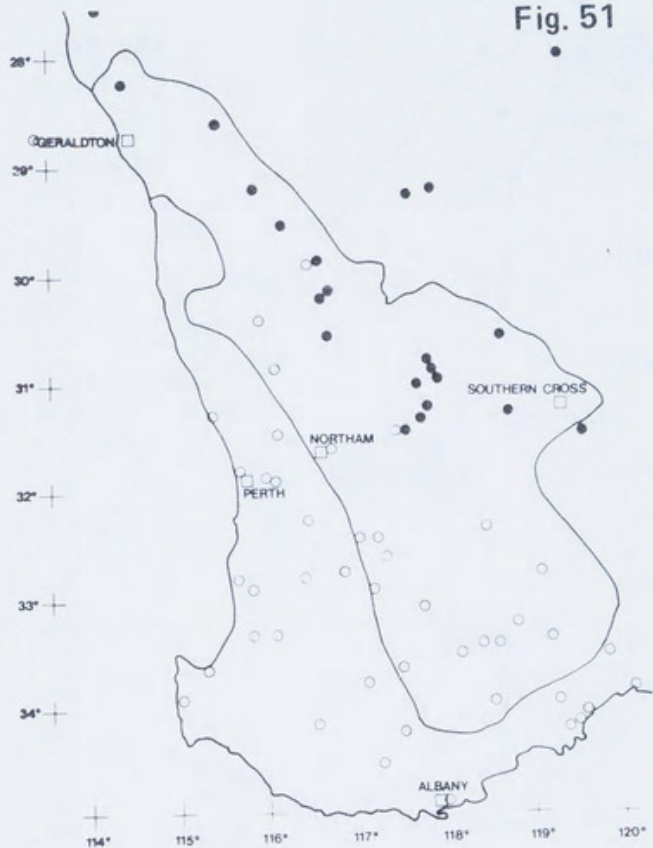 Fig. 51
28°
GERALDTON
29°
30°
31°
SOUTHERN CROSS
NORTHAM
32°
PERTH
33°
34°
ALBANY
114° 115° 116° 117° 118° 119° 120°